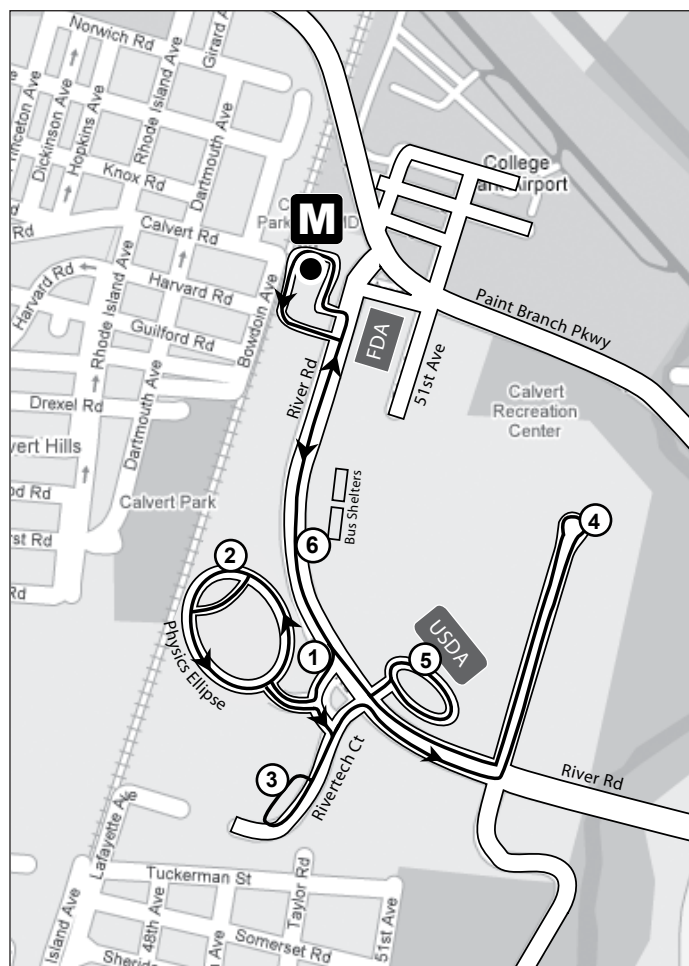 Norwich Rd
Girard Ave
Princeton Ave
Dickinson Ave
Hopkins Ave
Rhode Island Ave
Dartmouth Ave
Knox Rd
Rd
Calvert Rd
College
Airport
M
Harvard Rd
Harvard Rd
Guilford Rd
Bowdoin Ave
Rhode Island Ave
Dartmouth Ave
River Rd
FDA
51st Ave
Paint Branch Pkwy
Drexel Rd
vert Hills
Calvert
Recreation
Center
od Rd
Calvert Park
rst Rd
Rd
Bus Shelters
4
6
2
1
5
USDA
Physics Ellipse
3
Rivertech Ct
River Rd
Lafayette Ave
Tuckerman St
Taylor Rd
Island Ave
48th Ave
51st Ave
Somerset Rd
Sherid